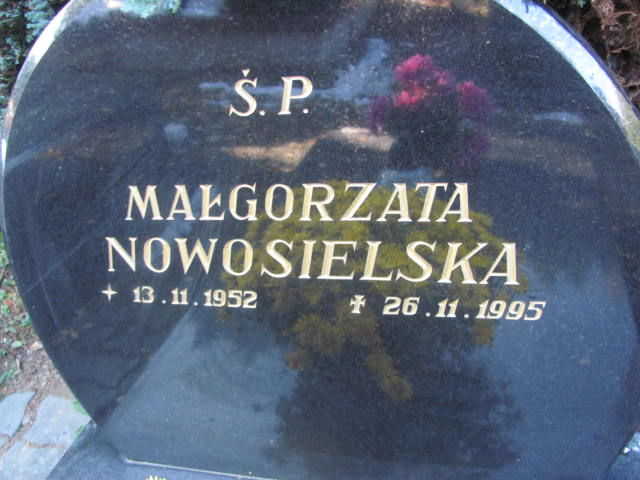 Ś.P.
MAŁGORZATA
NOWOSIELSKA
13.11.1952 26.11.1995